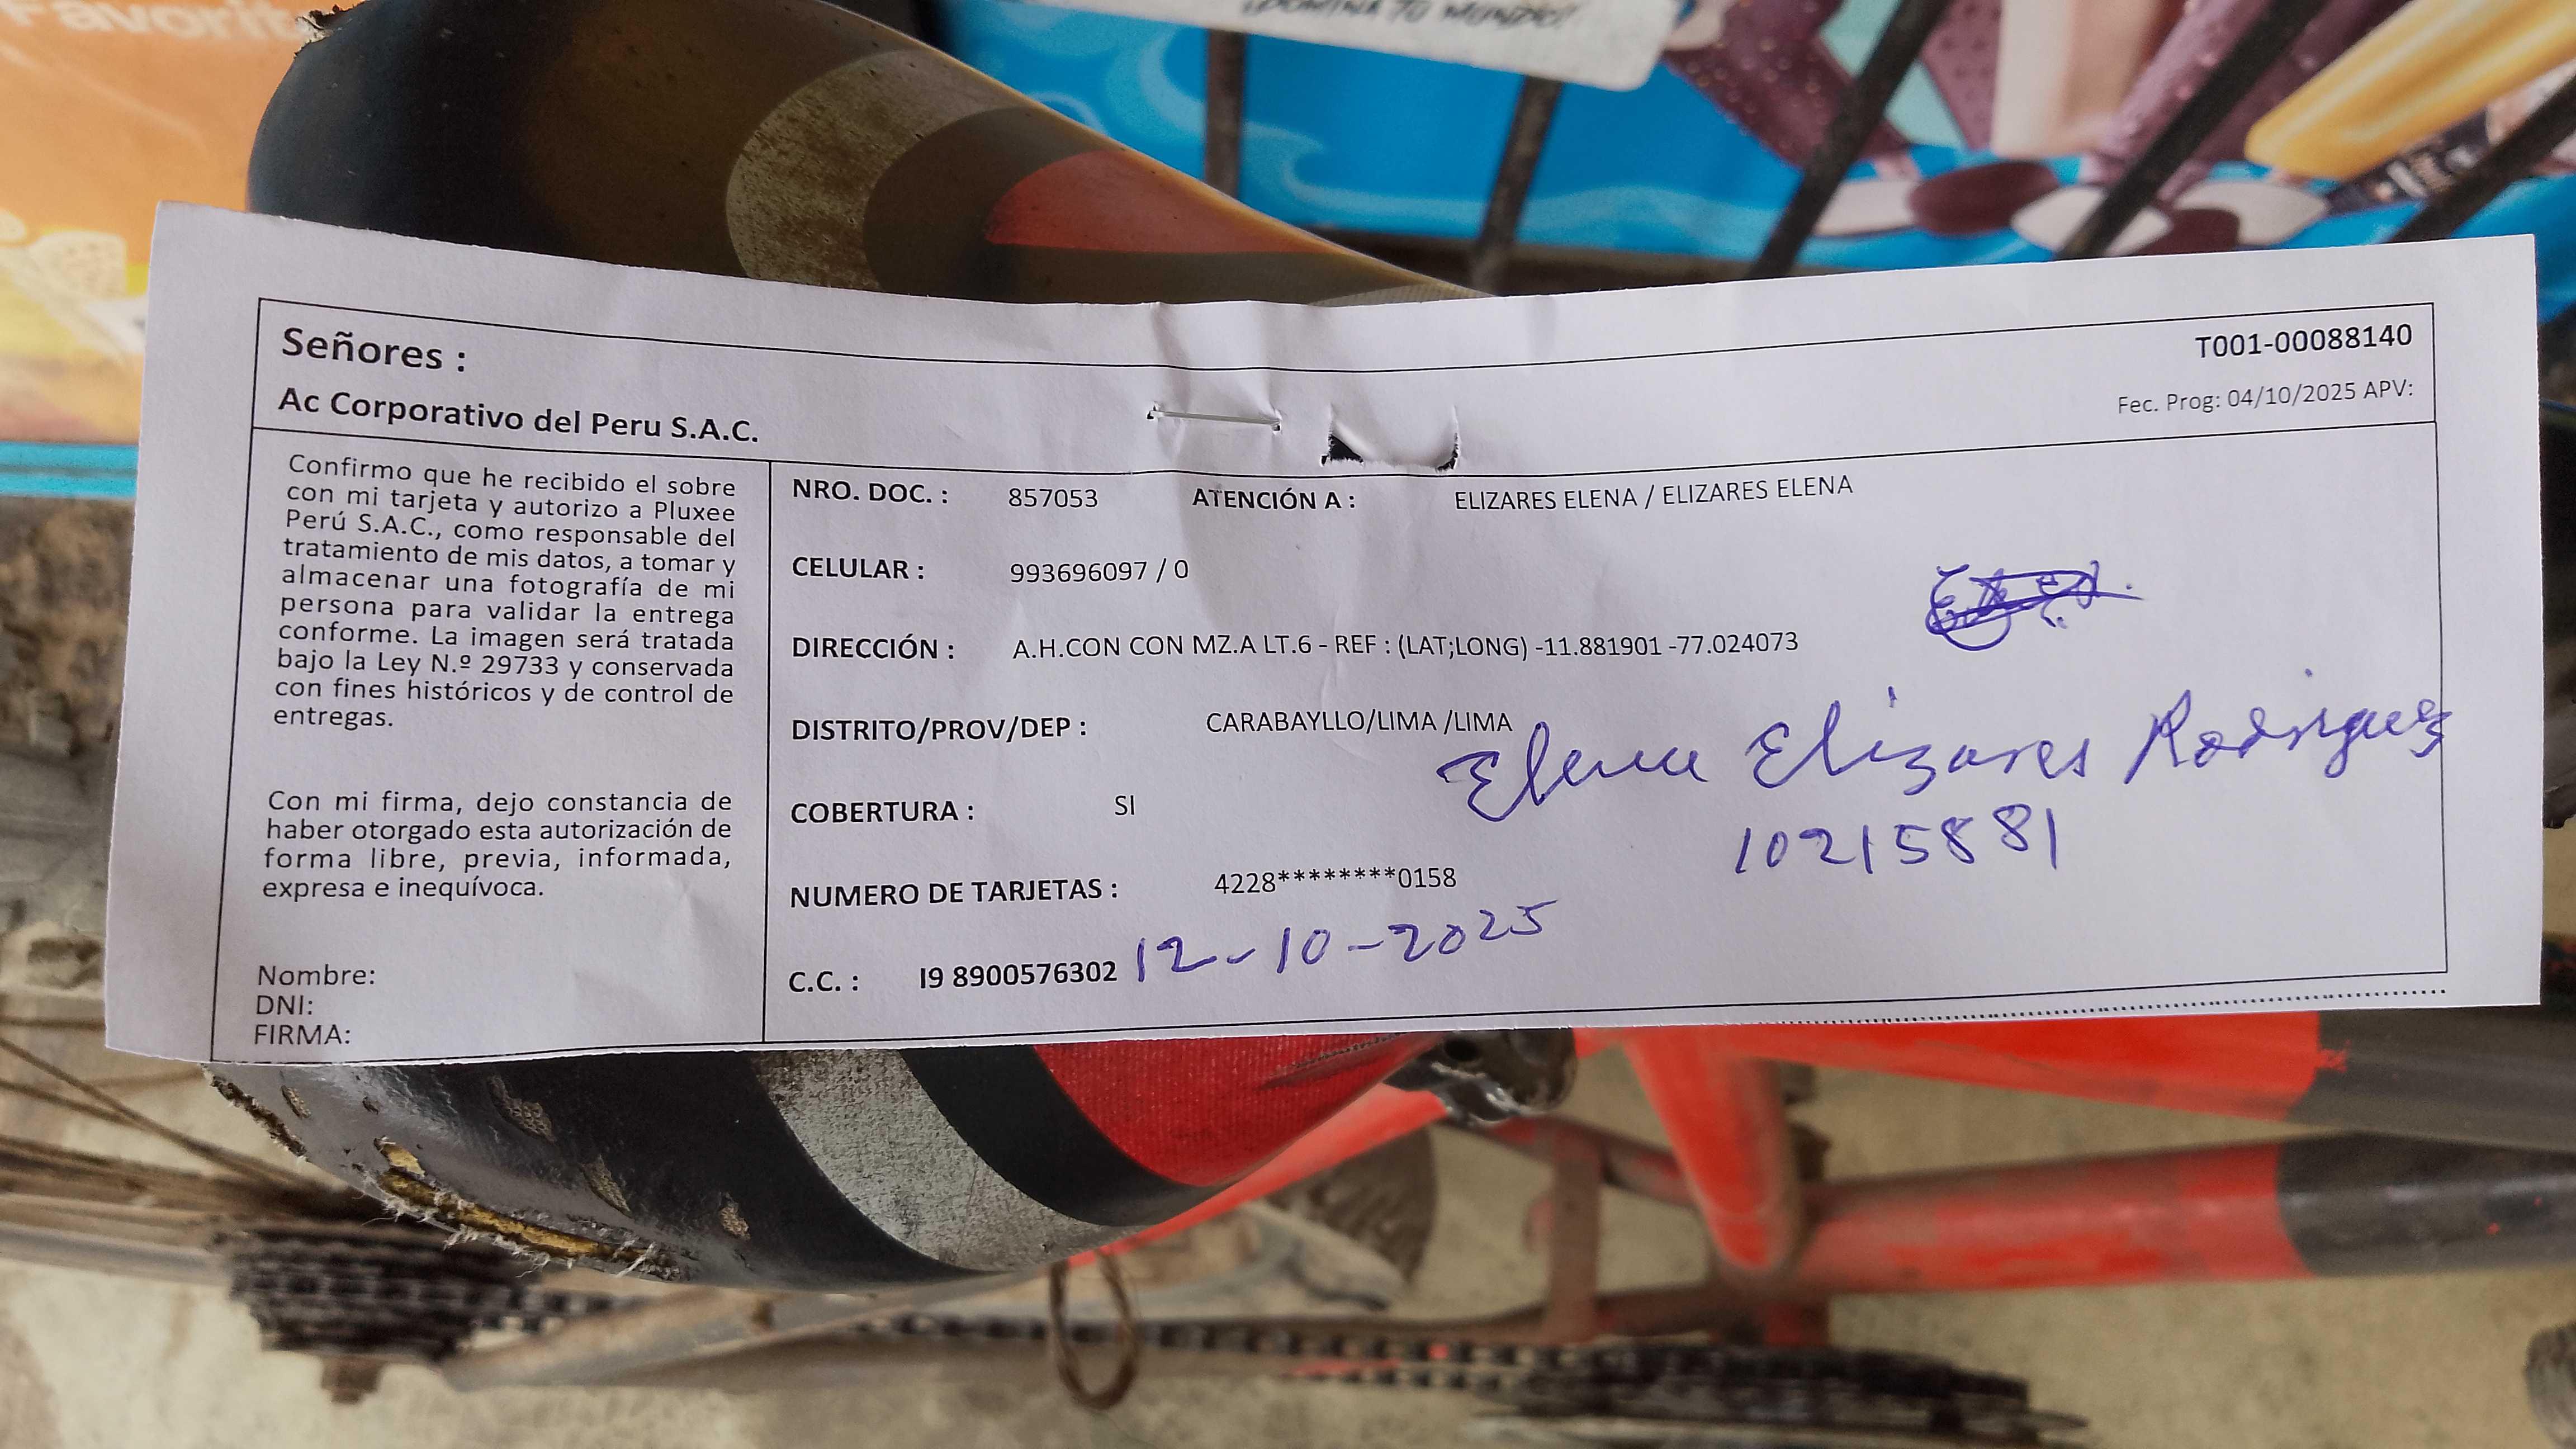 Favorit
¡DOMINA TU MUNDO!
Señores :
Ac Corporativo del Peru S.A.C.
T001-00088140
Fec. Prog: 04/10/2025 APV:
Confirmo que he recibido el sobre
con mi tarjeta y autorizo a Pluxee
Perú S.A.C., como responsable del
tratamiento de mis datos, a tomar y
almacenar una fotografía de mi
persona para validar la entrega
conforme. La imagen será tratada
bajo la Ley N.º 29733 y conservada
con fines históricos y de control de
entregas.
Con mi firma, dejo constancia de
haber otorgado esta autorización de
forma libre, previa, informada,
expresa e inequívoca.
Nombre:
DNI:
FIRMA:
NRO. DOC. : 857053 ATENCIÓN A : ELIZARES ELENA / ELIZARES ELENA
CELULAR : 993696097 / 0
DIRECCIÓN : A.H.CON CON MZ.A LT.6 - REF : (LAT;LONG) -11.881901 -77.024073
DISTRITO/PROV/DEP : CARABAYLLO/LIMA /LIMA
Elena Elizares Rodriguez
COBERTURA : SI
10215881
NUMERO DE TARJETAS : 4228********0158
C.C. : I9 8900576302 12-10-2025